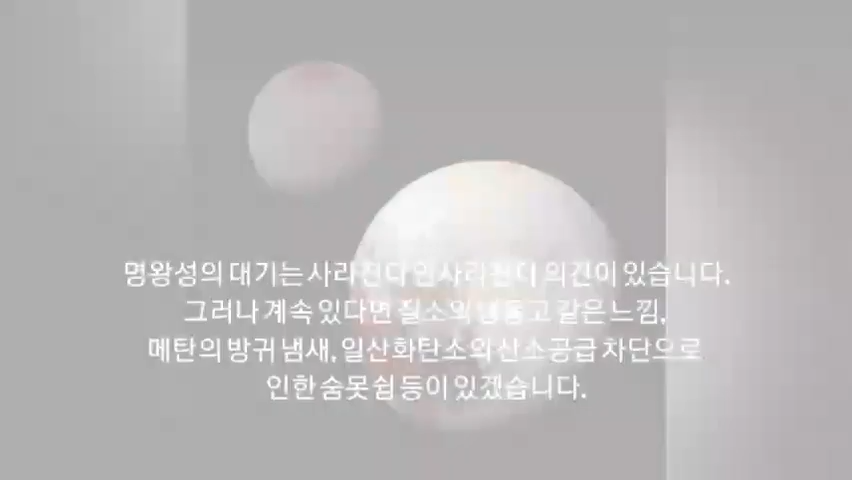 명왕성의 대기는 사라진다 안사라진다 의견이 있습니다.
그러나 계속 있다면 질소의 냉동고 같은 느낌,
메탄의 방귀 냄새, 일산화탄소의 산소공급 차단으로
인한 숨못쉼 등이 있겠습니다.